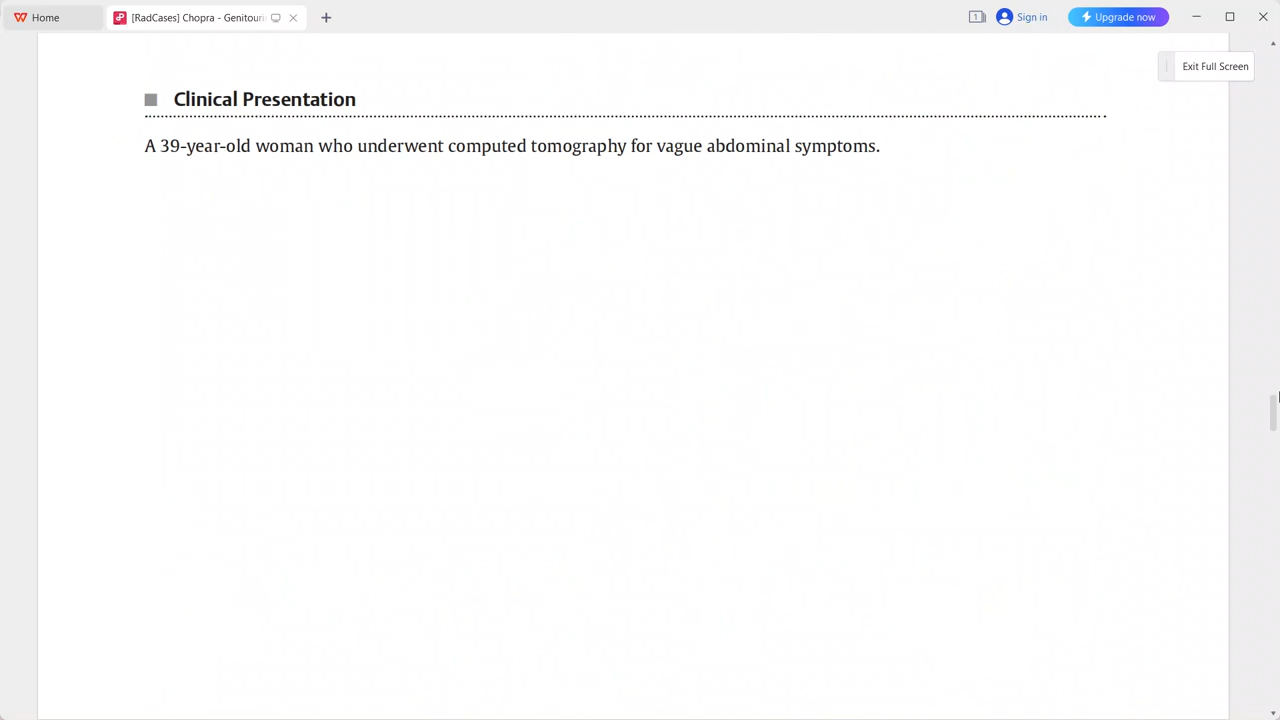 Home
[RadCases] Chopra - Genitouri
1
Sign in
Upgrade now
Exit Full Screen
Clinical Presentation
A 39-year-old woman who underwent computed tomography for vague abdominal symptoms.